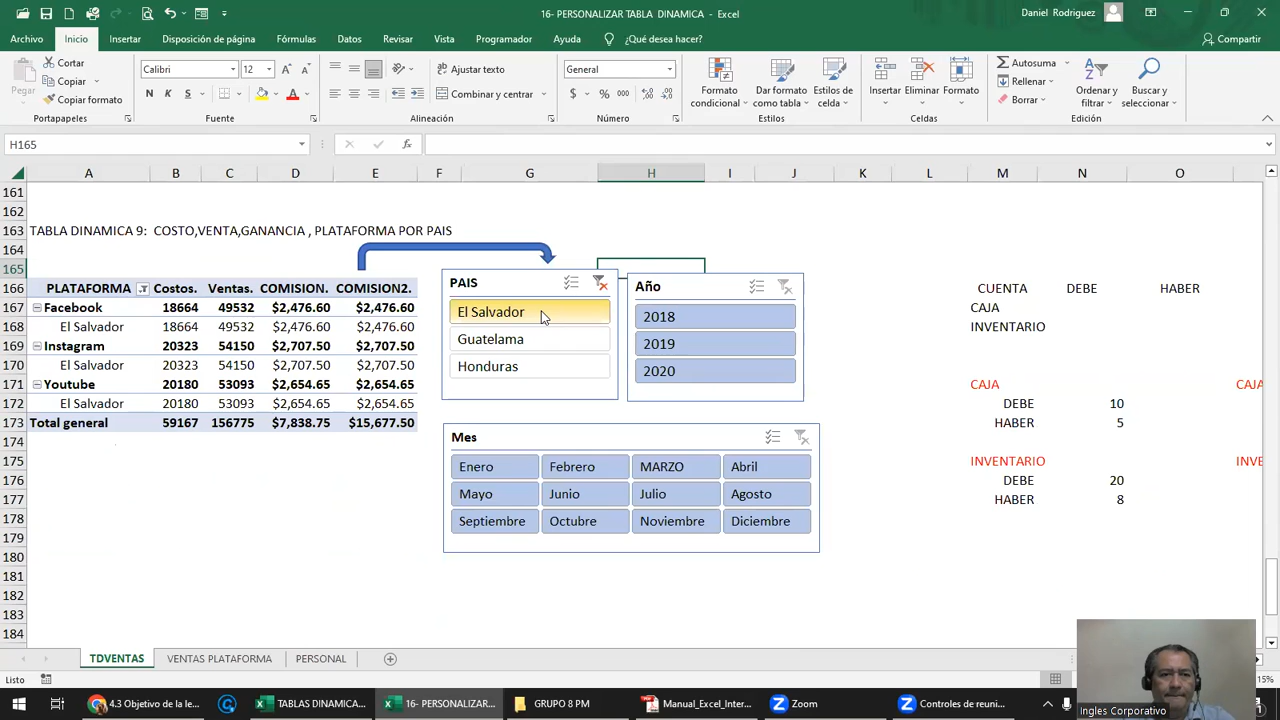 16- PERSONALIZAR TABLA DINAMICA - Excel
Daniel Rodriguez
Archivo Inicio Insertar Disposición de página Fórmulas Datos Revisar Vista Programador Ayuda ¿Qué desea hacer? Compartir
Pegar
Cortar
Copiar
Copiar formato
Portapapeles
Calibri 12
N K S
Fuente
Ajustar texto
Combinar y centrar
Alineación
General
$ % 000
Número
Formato condicional
Dar formato como tabla
Estilos de celda
Estilos
Insertar Eliminar Formato
Celdas
Autosuma
Rellenar
Borrar
Ordenar y filtrar
Buscar y seleccionar
Edición
H165 fx
A B C D E F G H I J K L M N O
161
162
163 TABLA DINAMICA 9: COSTO,VENTA,GANANCIA , PLATAFORMA POR PAIS
164
165
166 PLATAFORMA Costos. Ventas. COMISION. COMISION2. CUENTA DEBE HABER
167 Facebook 18664 49532 $2,476.60 $2,476.60 CAJA
168 El Salvador 18664 49532 $2,476.60 $2,476.60 INVENTARIO
169 Instagram 20323 54150 $2,707.50 $2,707.50
170 El Salvador 20323 54150 $2,707.50 $2,707.50
171 Youtube 20180 53093 $2,654.65 $2,654.65 CAJA CAJA
172 El Salvador 20180 53093 $2,654.65 $2,654.65 DEBE 10
173 Total general 59167 156775 $7,838.75 $15,677.50 HABER 5
174
175 INVENTARIO INVE
176 DEBE 20
177 HABER 8
178
179
180
181
182
183
184
PAIS
El Salvador
Guatelama
Honduras
Año
2018
2019
2020
Mes
Enero Febrero MARZO Abril
Mayo Junio Julio Agosto
Septiembre Octubre Noviembre Diciembre
TDVENTAS VENTAS PLATAFORMA PERSONAL
Listo
15%
4.3 Objetivo de la le...
TABLAS DINAMICA...
16- PERSONALIZAR...
GRUPO 8 PM
Manual_Excel_Inter...
Zoom
Controles de reuni...
Ingles Corporativo